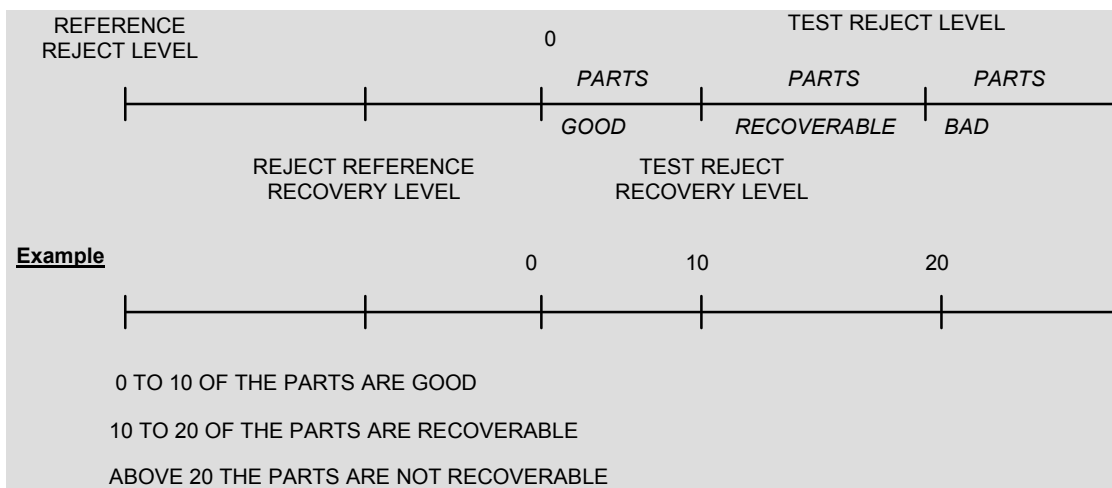 REFERENCE
REJECT LEVEL
0
TEST REJECT LEVEL
PARTS PARTS PARTS
GOOD RECOVERABLE BAD
REJECT REFERENCE
RECOVERY LEVEL
TEST REJECT
RECOVERY LEVEL
Example
0 10 20
0 TO 10 OF THE PARTS ARE GOOD
10 TO 20 OF THE PARTS ARE RECOVERABLE
ABOVE 20 THE PARTS ARE NOT RECOVERABLE